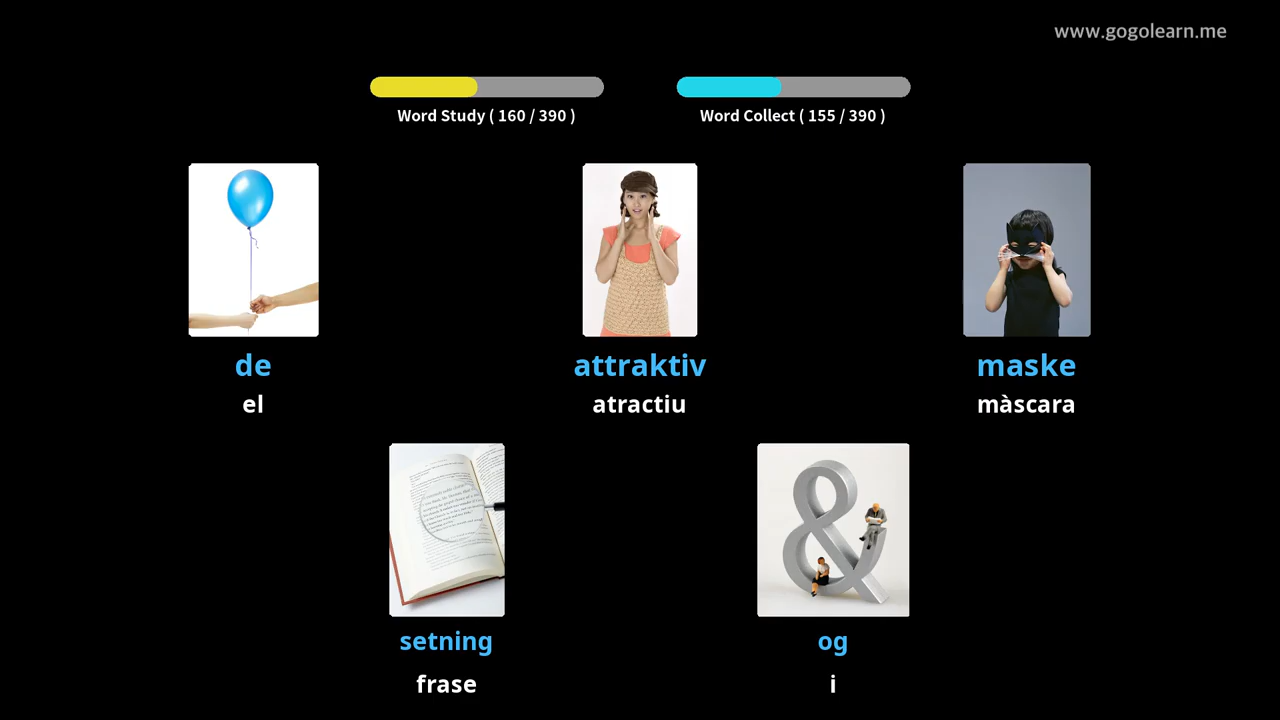 www.gogolearn.me
Word Study ( 160 / 390 )
Word Collect ( 155 / 390 )
de
attraktiv
maske
el
atractiu
màscara
setning
og
frase
i
&